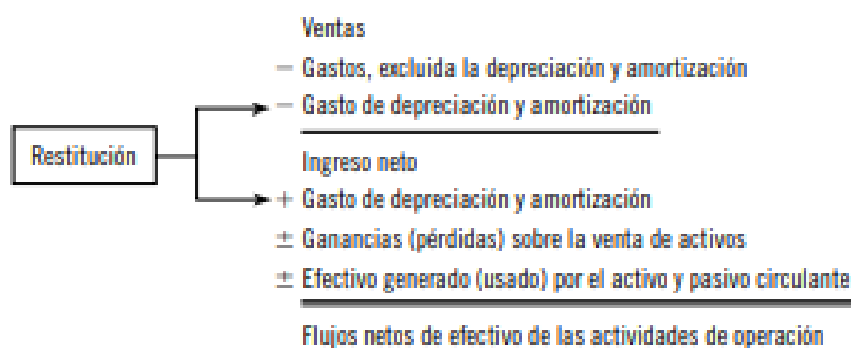 Ventas
− Gastos, excluida la depreciación y amortización
− Gasto de depreciación y amortización
Restitución
Ingreso neto
+ Gasto de depreciación y amortización
± Ganancias (pérdidas) sobre la venta de activos
± Efectivo generado (usado) por el activo y pasivo circulante
Flujos netos de efectivo de las actividades de operación